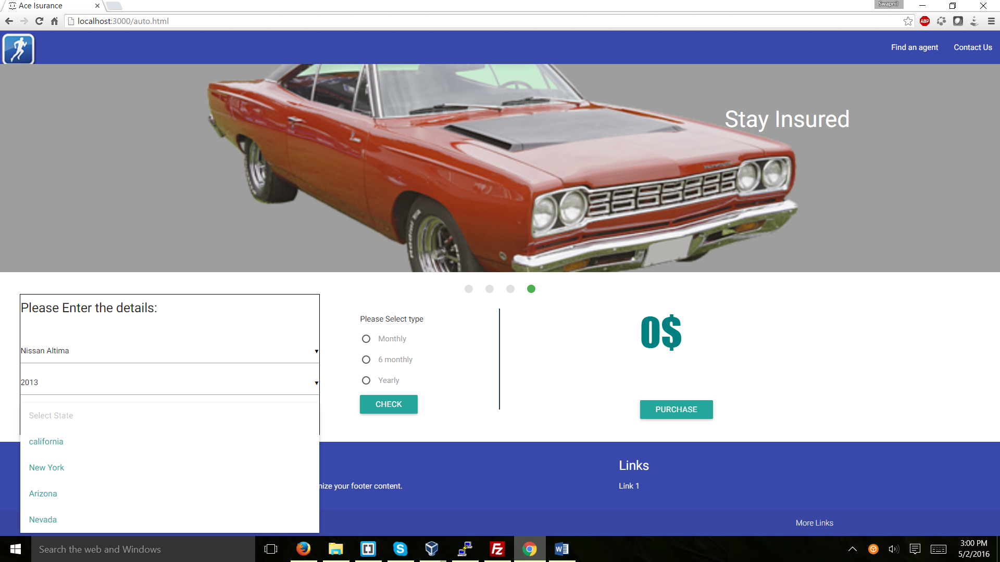 Ace Isurance
Swapnil
localhost:3000/auto.html
ABP
Find an agent
Contact Us
Stay Insured
Please Enter the details:
Nissan Altima
2013
Select State
california
New York
Arizona
Nevada
Please Select type
Monthly
6 monthly
Yearly
CHECK
0$
PURCHASE
nize your footer content.
Links
Link 1
More Links
Search the web and Windows
3:00 PM
5/2/2016